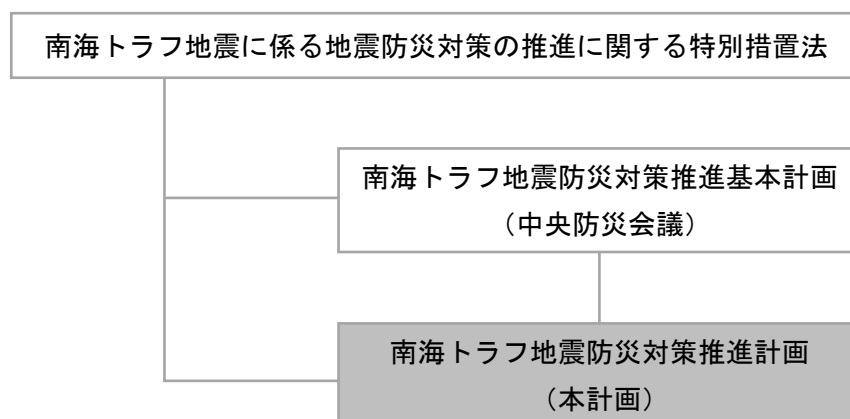 南海トラフ地震に係る地震防災対策の推進に関する特別措置法
南海トラフ地震防災対策推進基本計画
（中央防災会議）
南海トラフ地震防災対策推進計画
（本計画）